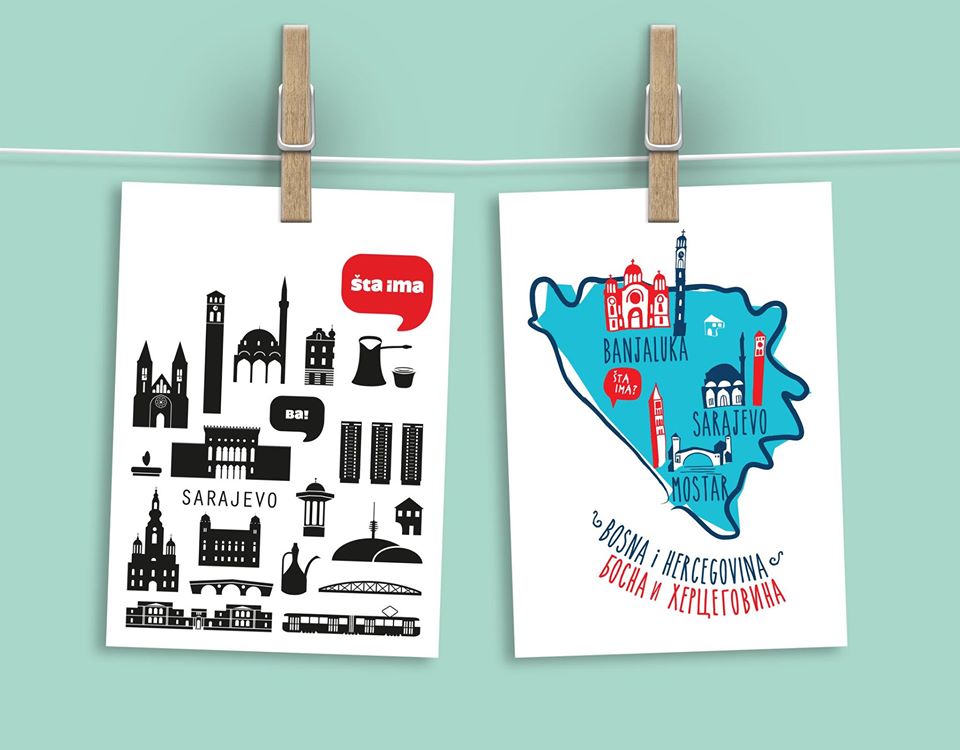 šta ima
Ba!
SARAJEVO
BANJALUKA
ŠTA
IMA?
SARAJEVO
MOSTAR
BOSNA i HERCEGOVINA
БОСНА И ХЕРЦЕГОВИНА